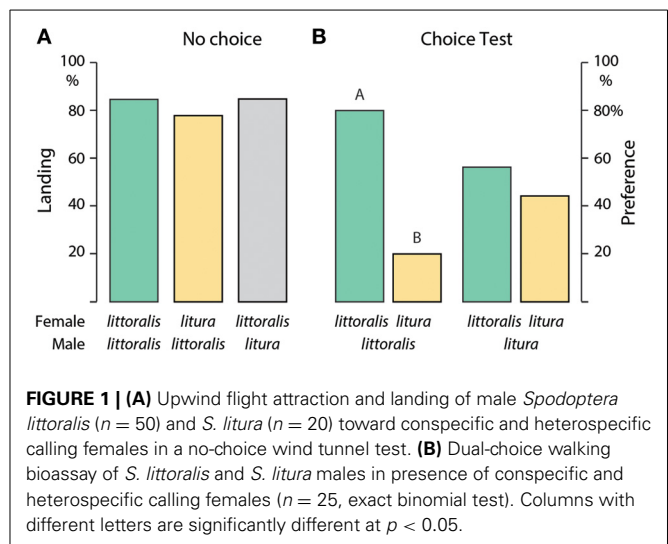 A No choice B Choice Test
100 100
% %
80 80%
60 60
40 40
20 20
Landing Preference
A
B
Female littoralis litura littoralis littoralis litura littoralis litura
Male littoralis littoralis litura littoralis litura
FIGURE 1 | (A) Upwind flight attraction and landing of male Spodoptera
littoralis (n = 50) and S. litura (n = 20) toward conspecific and heterospecific
calling females in a no-choice wind tunnel test. (B) Dual-choice walking
bioassay of S. littoralis and S. litura males in presence of conspecific and
heterospecific calling females (n = 25, exact binomial test). Columns with
different letters are significantly different at p < 0.05.